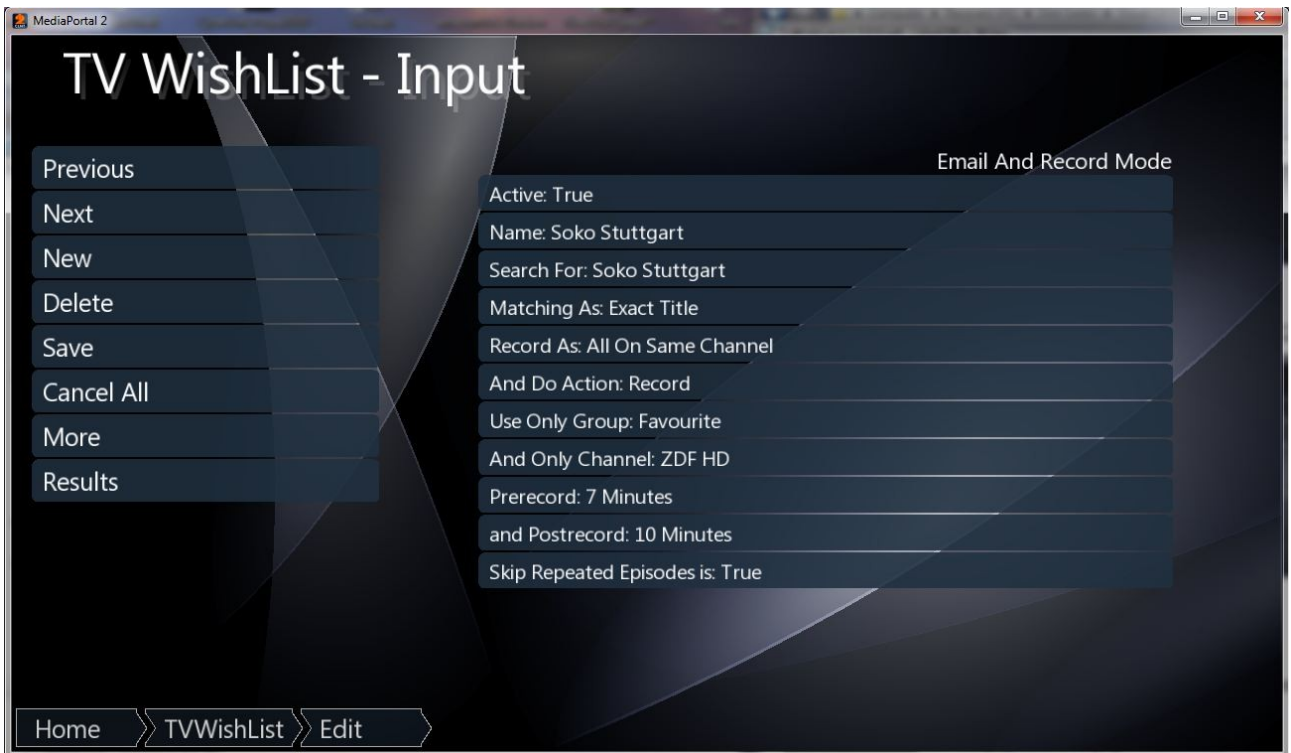 MediaPortal 2
TV WishList - Input
Previous
Next
New
Delete
Save
Cancel All
More
Results
Email And Record Mode
Active: True
Name: Soko Stuttgart
Search For: Soko Stuttgart
Matching As: Exact Title
Record As: All On Same Channel
And Do Action: Record
Use Only Group: Favourite
And Only Channel: ZDF HD
Prerecord: 7 Minutes
and Postrecord: 10 Minutes
Skip Repeated Episodes is: True
Home TVWishList Edit